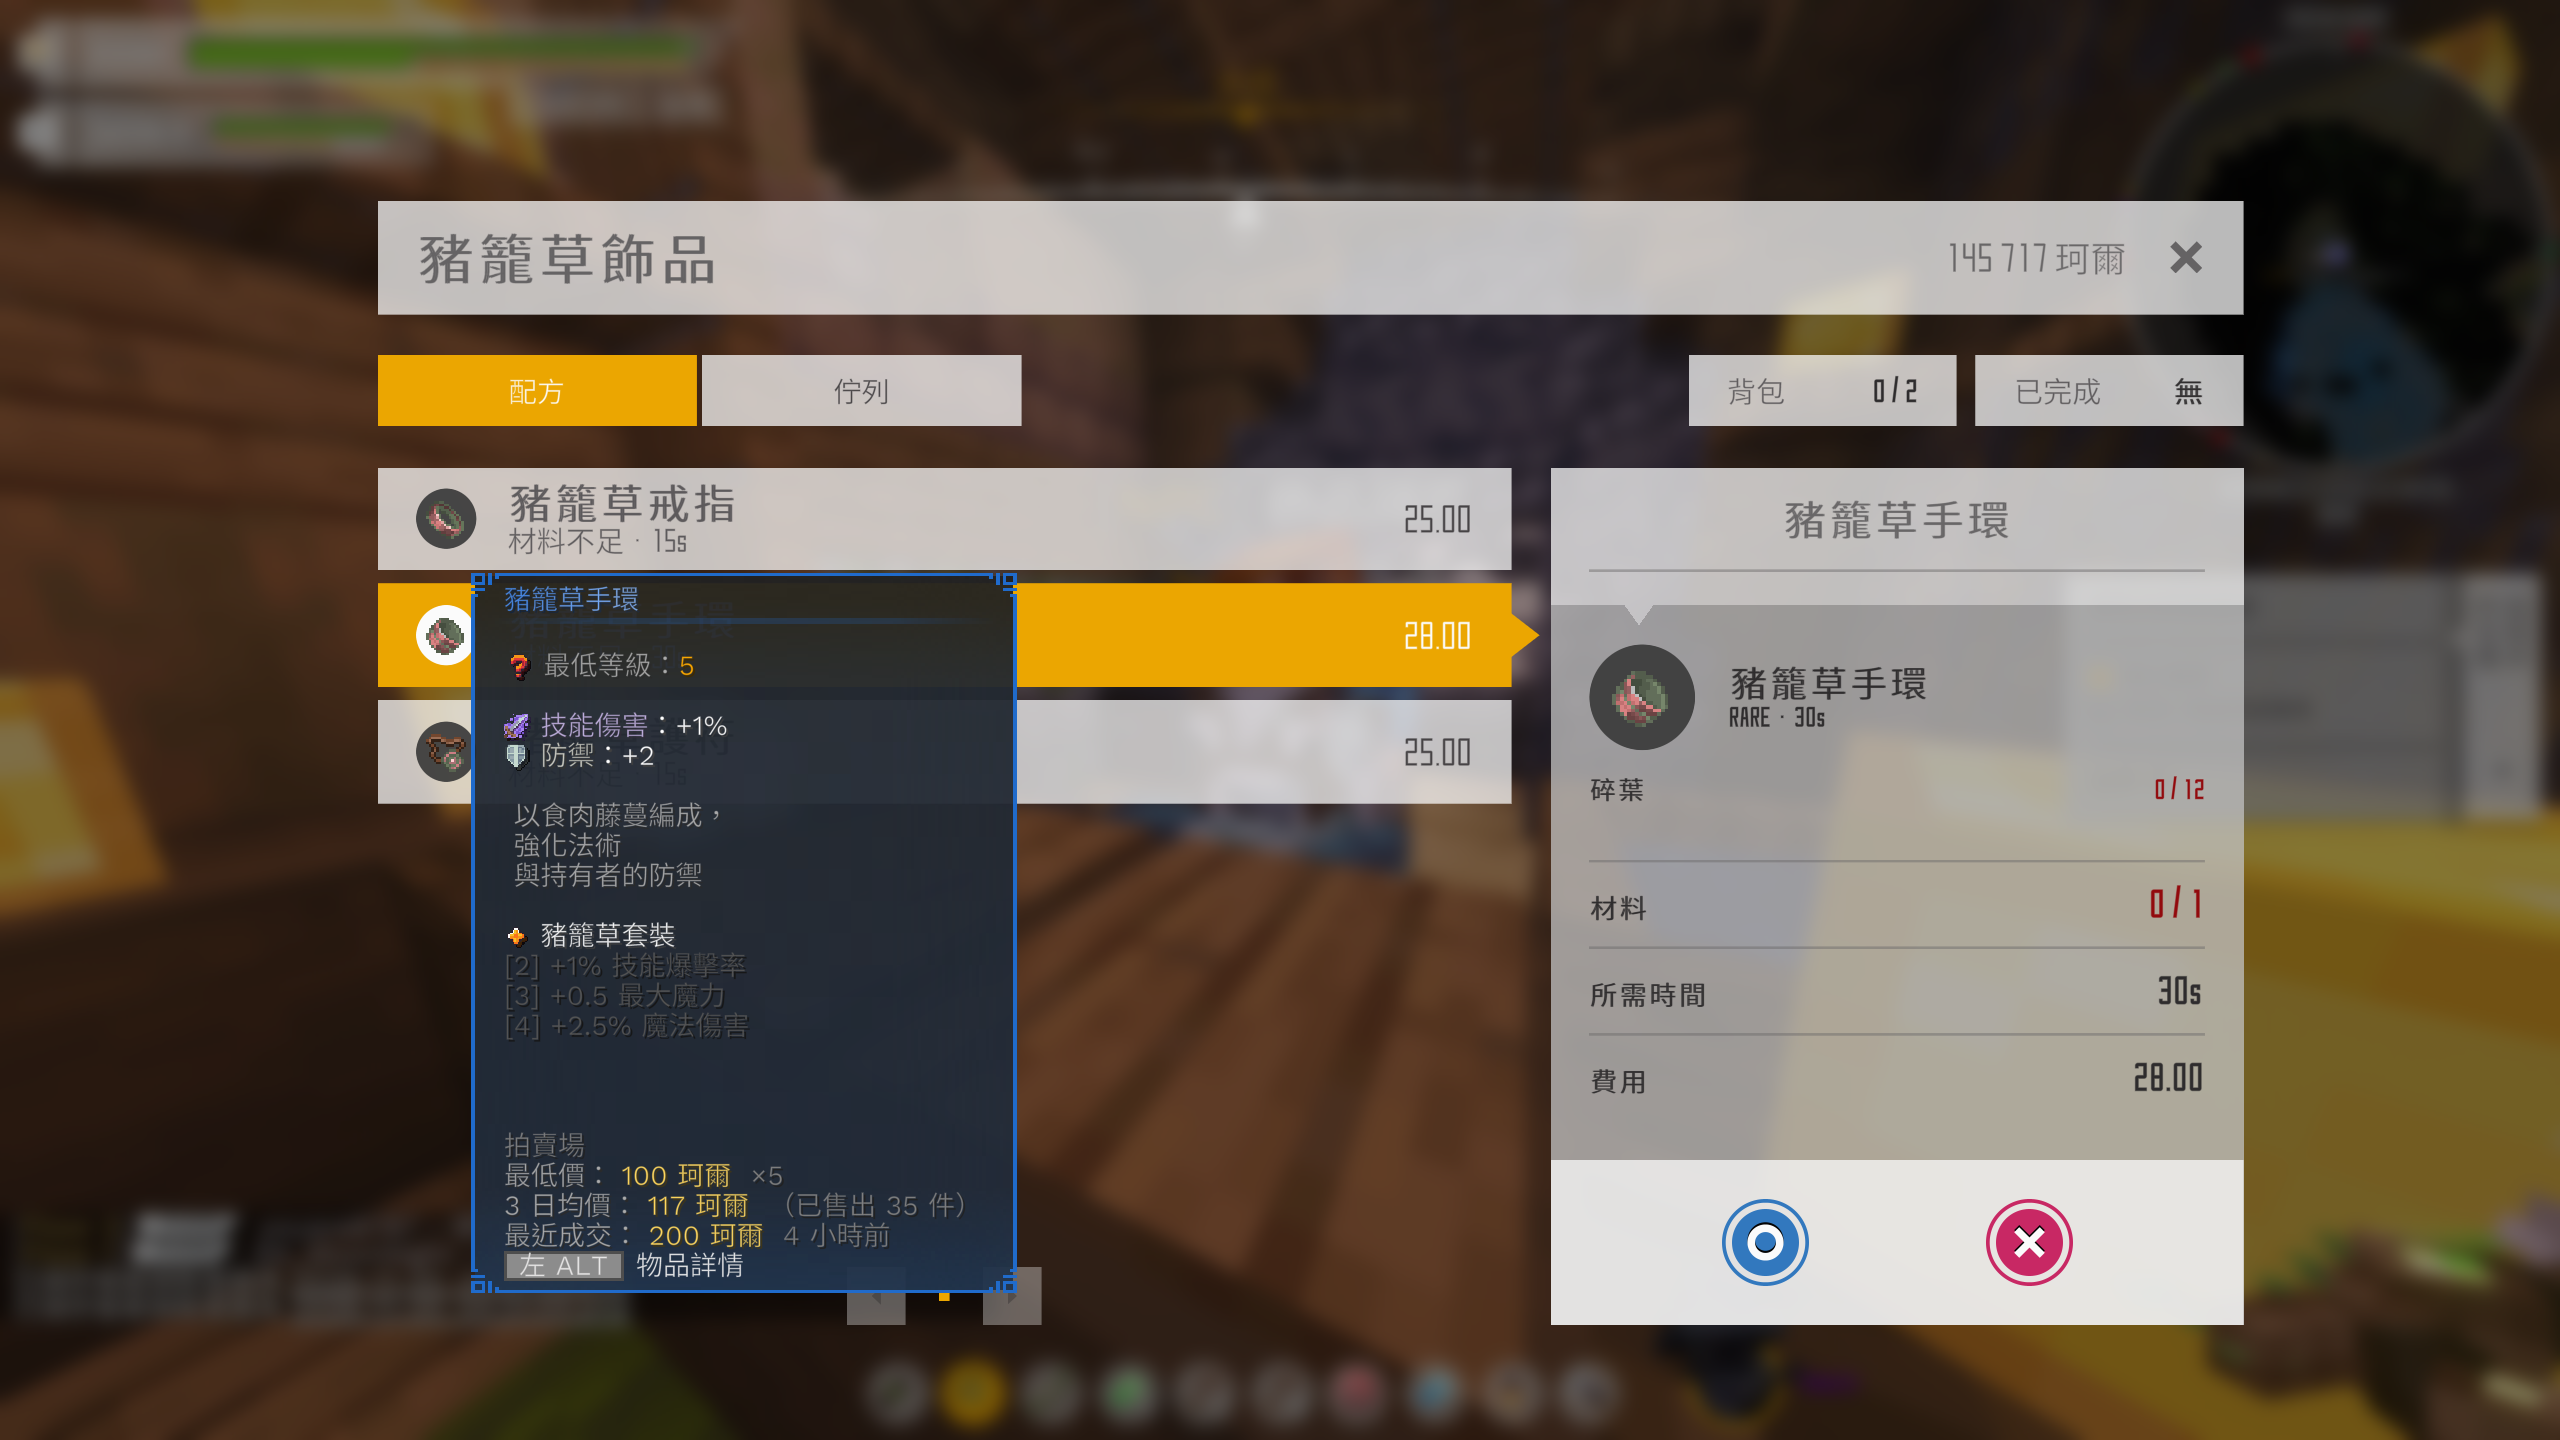 豬籠草飾品
145 717 珂爾
配方
佇列
背包 0/2
已完成 無
豬籠草戒指
材料不足 · 15s
25.00
28.00
25.00
豬籠草手環
最低等級：5
技能傷害：+1%
防禦：+2
以食肉藤蔓編成，
強化法術
與持有者的防禦
豬籠草套裝
[2] +1% 技能爆擊率
[3] +0.5 最大魔力
[4] +2.5% 魔法傷害
拍賣場
最低價： 100 珂爾 ×5
3 日均價： 117 珂爾 （已售出 35 件）
最近成交： 200 珂爾 4 小時前
左 ALT 物品詳情
豬籠草手環
豬籠草手環
RARE · 30s
碎葉 0/12
材料 0/1
所需時間 30s
費用 28.00